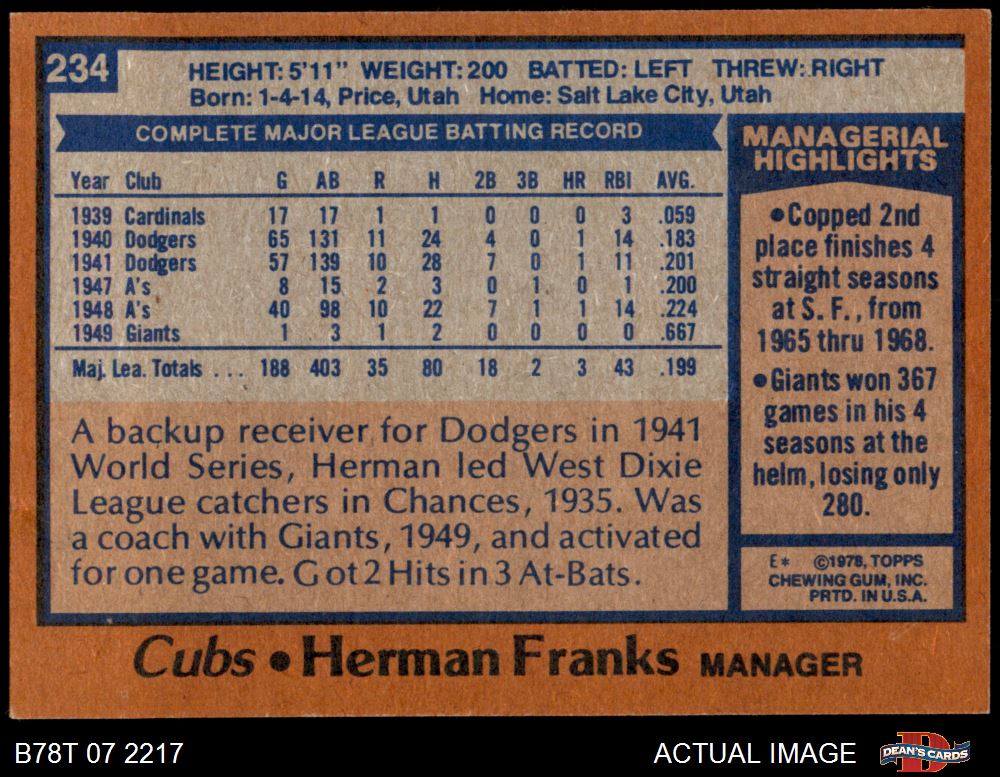 234
HEIGHT: 5'11" WEIGHT: 200 BATTED: LEFT THREW: RIGHT
Born: 1-4-14, Price, Utah Home: Salt Lake City, Utah
COMPLETE MAJOR LEAGUE BATTING RECORD
Year Club G AB R H 2B 3B HR RBI AVG.
1939 Cardinals 17 17 1 1 0 0 0 3 .059
1940 Dodgers 65 131 11 24 4 0 1 14 .183
1941 Dodgers 57 139 10 28 7 0 1 11 .201
1947 A's 8 15 2 3 0 1 0 1 .200
1948 A's 40 98 10 22 7 1 1 14 .224
1949 Giants 1 3 1 2 0 0 0 0 .667
Maj. Lea. Totals ... 188 403 35 80 18 2 3 43 .199
A backup receiver for Dodgers in 1941
World Series, Herman led West Dixie
League catchers in Chances, 1935. Was
a coach with Giants, 1949, and activated
for one game. Got 2 Hits in 3 At-Bats.
MANAGERIAL
HIGHLIGHTS
•Copped 2nd
place finishes 4
straight seasons
at S. F., from
1965 thru 1968.
•Giants won 367
games in his 4
seasons at the
helm, losing only
280.
E* ©1978, TOPPS
CHEWING GUM, INC.
PRTD. IN U.S.A.
Cubs • Herman Franks MANAGER
B78T 07 2217 ACTUAL IMAGE DEAN'S CARDS